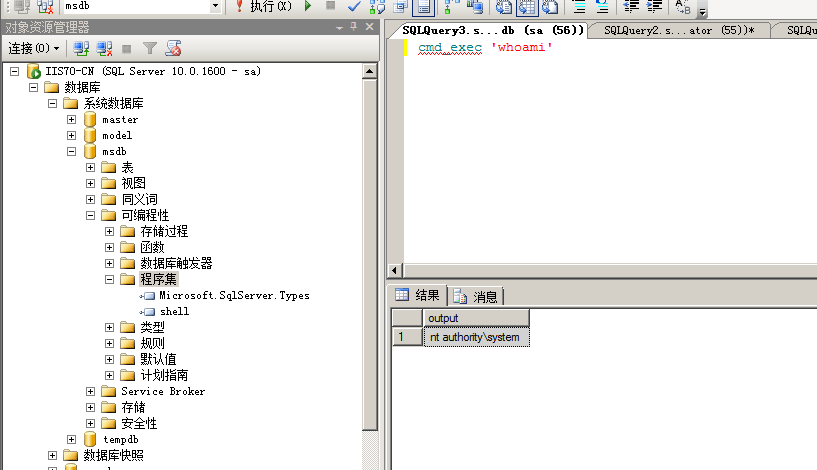 msdb
执行(X)
对象资源管理器
连接(O)
IIS70-CN (SQL Server 10.0.1600 - sa)
数据库
系统数据库
master
model
msdb
表
视图
同义词
可编程性
存储过程
函数
数据库触发器
程序集
Microsoft.SqlServer.Types
shell
类型
规则
默认值
计划指南
Service Broker
存储
安全性
tempdb
数据库快照
SQLQuery3.s...db (sa (56))
SQLQuery2.s...ator (55))*
SQLQu
cmd_exec 'whoami'
结果
消息
output
1
nt authority\system